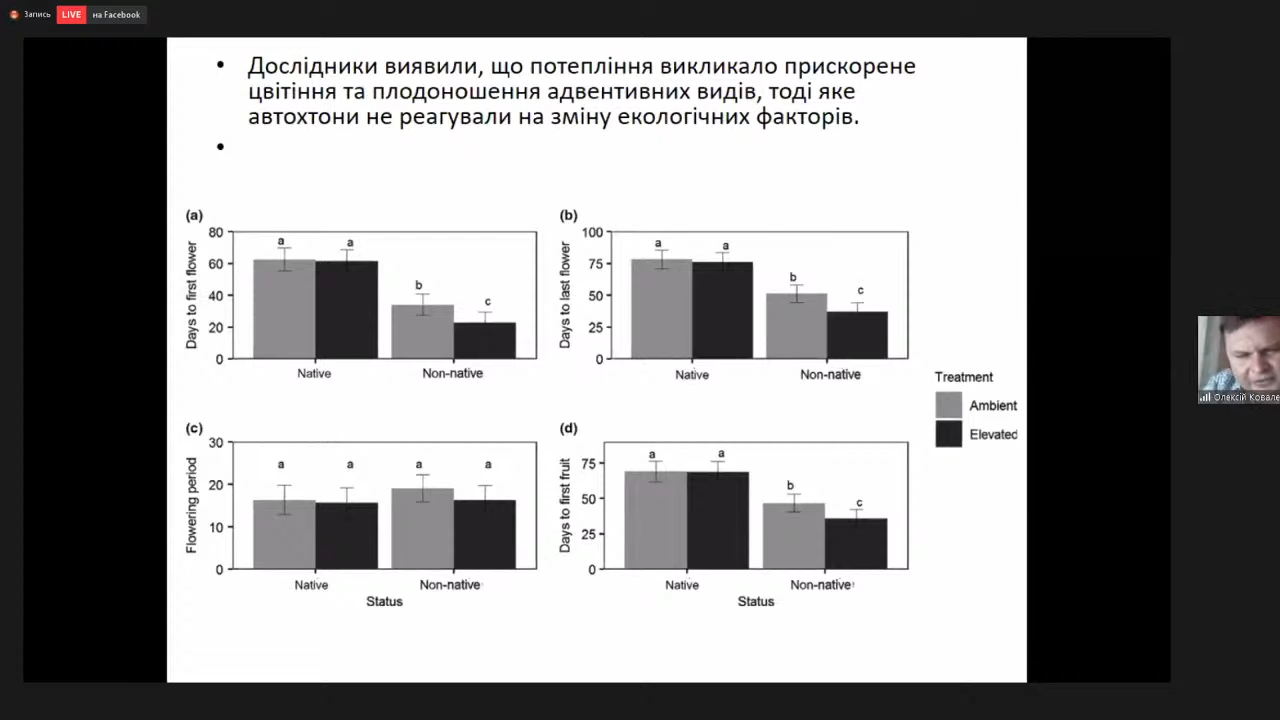 Запись LIVE на Facebook
• Дослідники виявили, що потепління викликало прискорене
цвітіння та плодоношення адвентивних видів, тоді яке
автохтони не реагували на зміну екологічних факторів.
•
(a)
Days to first flower
80
60
40
20
0
a a b c
Native Non-native
(b)
Days to last flower
100
75
50
25
0
a a b c
Native Non-native
(c)
Flowering period
30
20
10
0
a a a a
Native Non-native
Status
(d)
Days to first fruit
75
50
25
0
a a b c
Native Non-native
Status
Treatment
Ambient
Elevated
Олексій Ковале